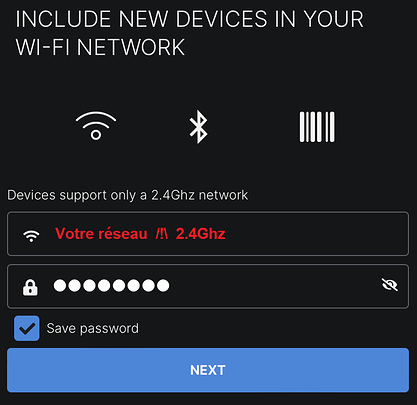 INCLUDE NEW DEVICES IN YOUR
WI-FI NETWORK
Devices support only a 2.4Ghz network
Votre réseau /!\ 2.4Ghz
●●●●●●●●
Save password
NEXT